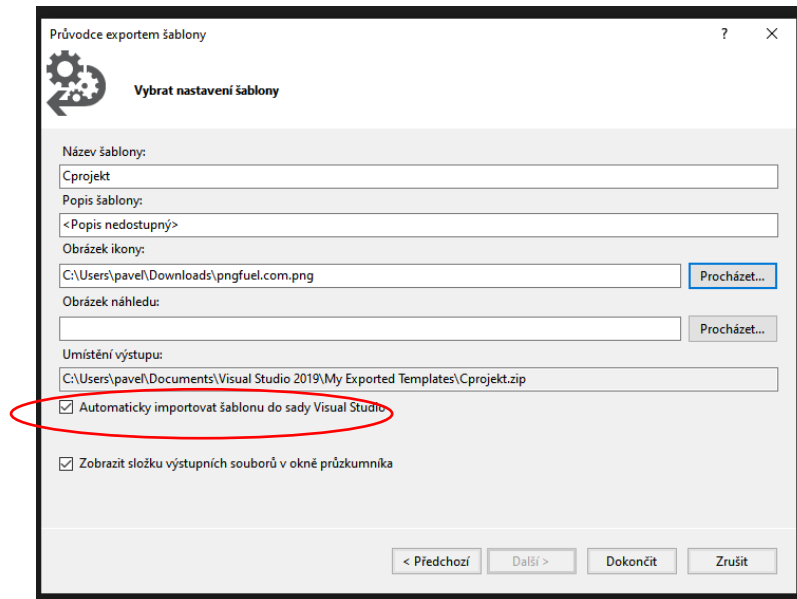 Průvodce exportem šablony
?
Vybrat nastavení šablony
Název šablony:
Cprojekt
Popis šablony:
<Popis nedostupný>
Obrázek ikony:
C:\Users\pavel\Downloads\pngfuel.com.png
Procházet...
Obrázek náhledu:
Procházet...
Umístění výstupu:
C:\Users\pavel\Documents\Visual Studio 2019\My Exported Templates\Cprojekt.zip
Automaticky importovat šablonu do sady Visual Studio
Zobrazit složku výstupních souborů v okně průzkumníka
< Předchozí
Další >
Dokončit
Zrušit